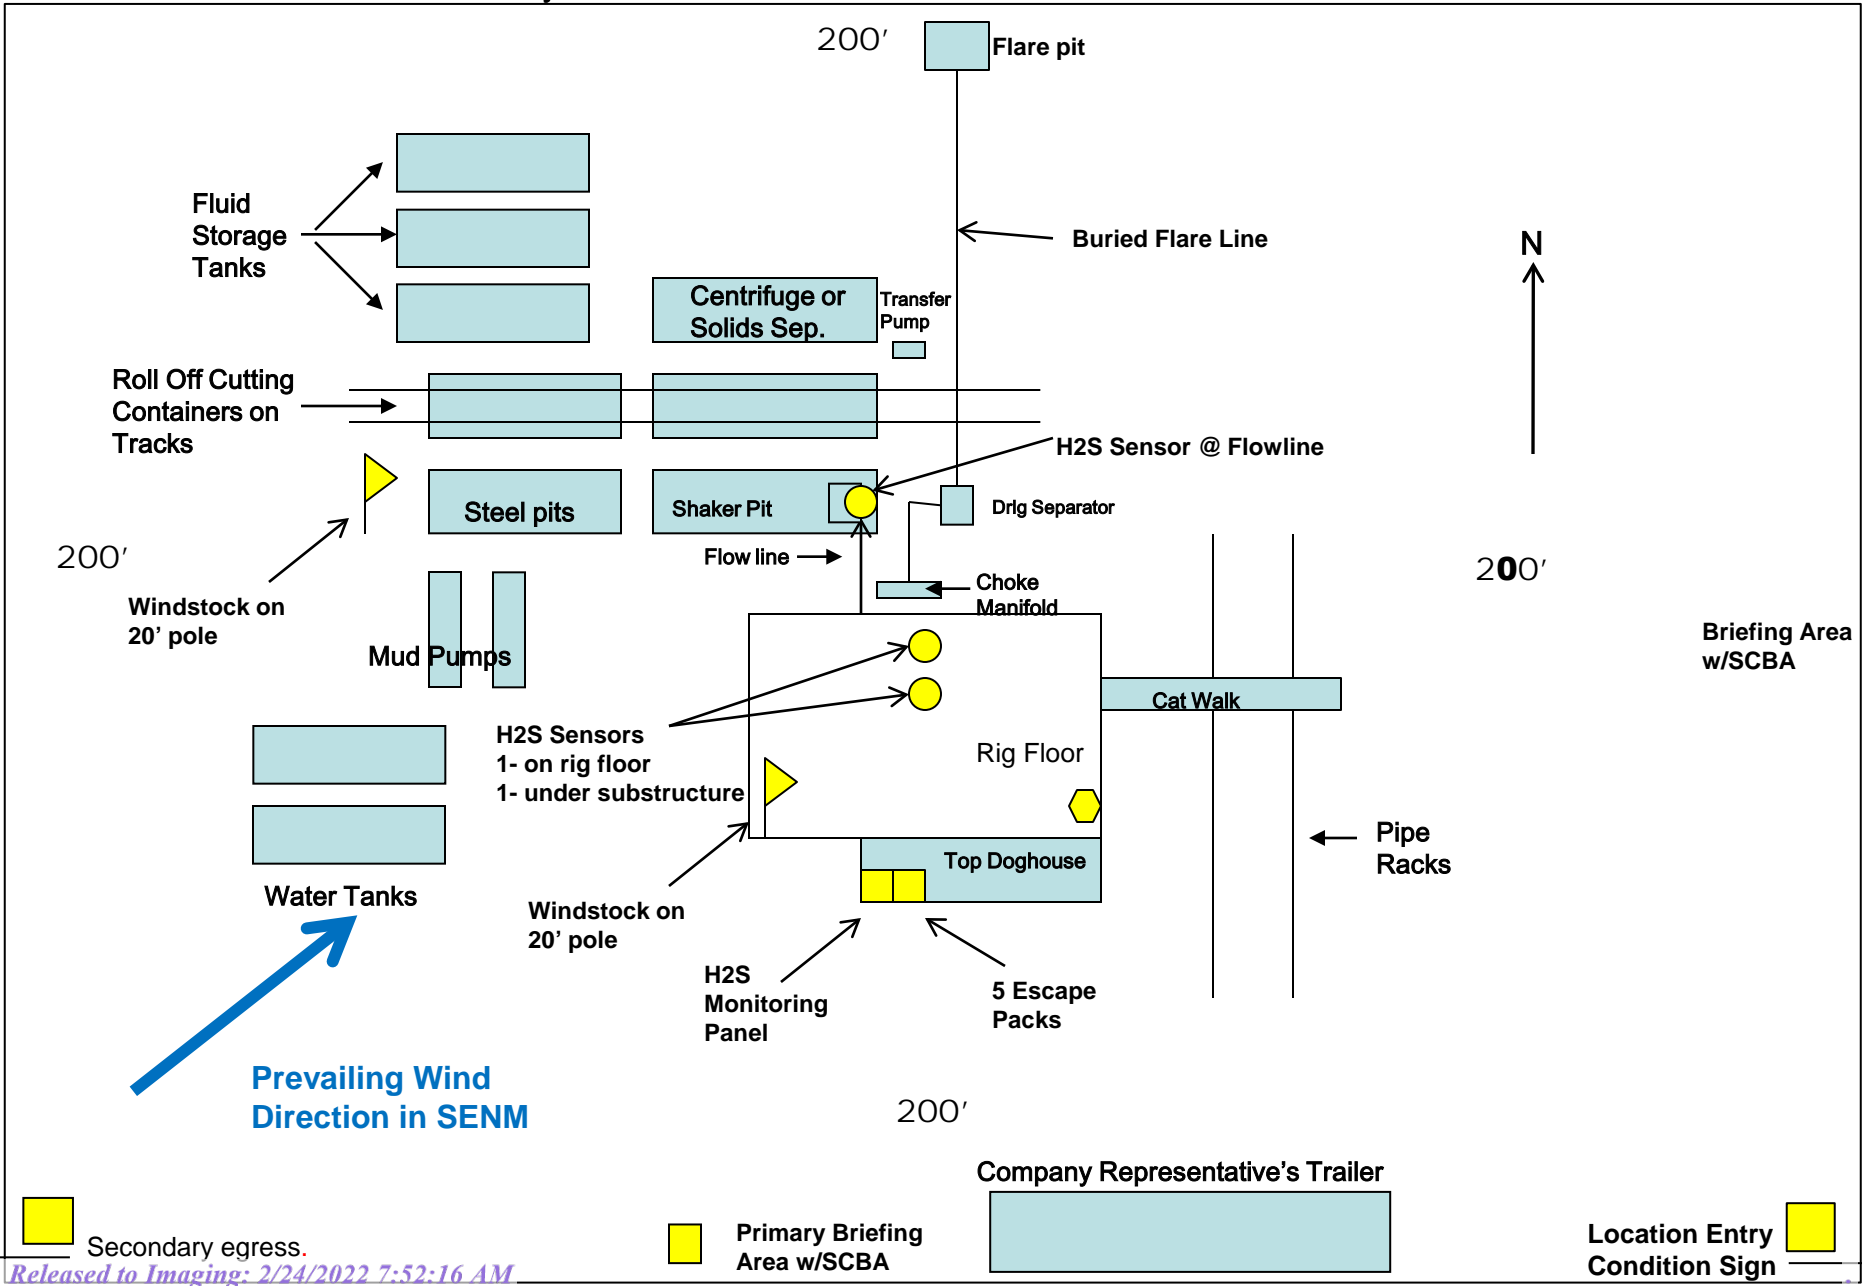 200'
Flare pit
Fluid
Storage
Tanks
Buried Flare Line
N
Centrifuge or
Solids Sep.
Transfer
Pump
Roll Off Cutting
Containers on
Tracks
H2S Sensor @ Flowline
Steel pits
Shaker Pit
Drlg Separator
200'
Flow line
200'
Choke
Manifold
Windstock on
20' pole
Mud Pumps
Briefing Area
w/SCBA
Cat Walk
H2S Sensors
1- on rig floor
1- under substructure
Rig Floor
Pipe
Racks
Top Doghouse
Water Tanks
Windstock on
20' pole
H2S
Monitoring
Panel
5 Escape
Packs
Prevailing Wind
Direction in SENM
200'
Company Representative's Trailer
Secondary egress.
Primary Briefing
Area w/SCBA
Location Entry
Condition Sign
Released to Imaging: 2/24/2022 7:52:16 AM